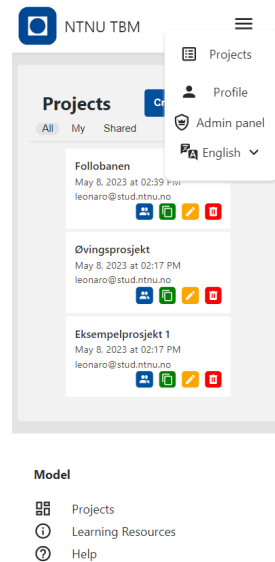 NTNU TBM
Projects
Profile
Admin panel
English
Projects
Cr
All My Shared
Follobanen
May 8, 2023 at 02:39 PM
leonaro@stud.ntnu.no
Øvingsprosjekt
May 8, 2023 at 02:17 PM
leonaro@stud.ntnu.no
Eksempelprosjekt 1
May 8, 2023 at 02:17 PM
leonaro@stud.ntnu.no
Model
Projects
Learning Resources
Help